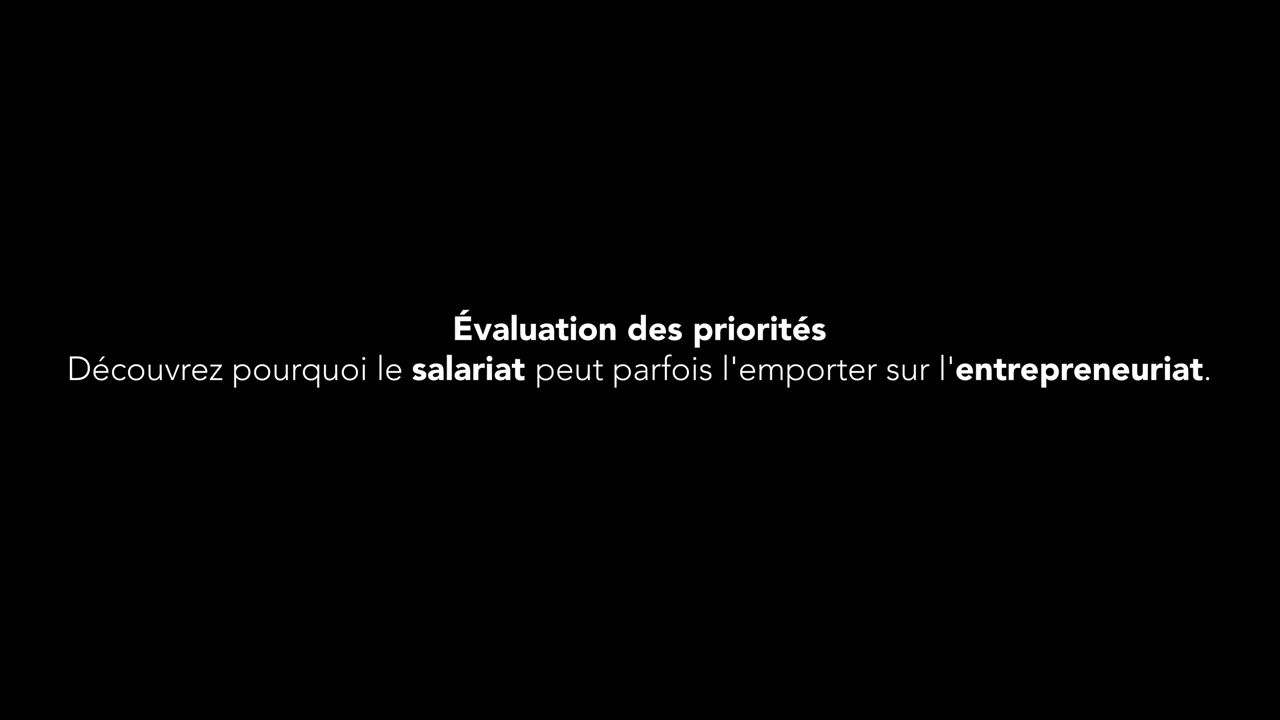 Évaluation des priorités
Découvrez pourquoi le salariat peut parfois l'emporter sur l'entrepreneuriat.